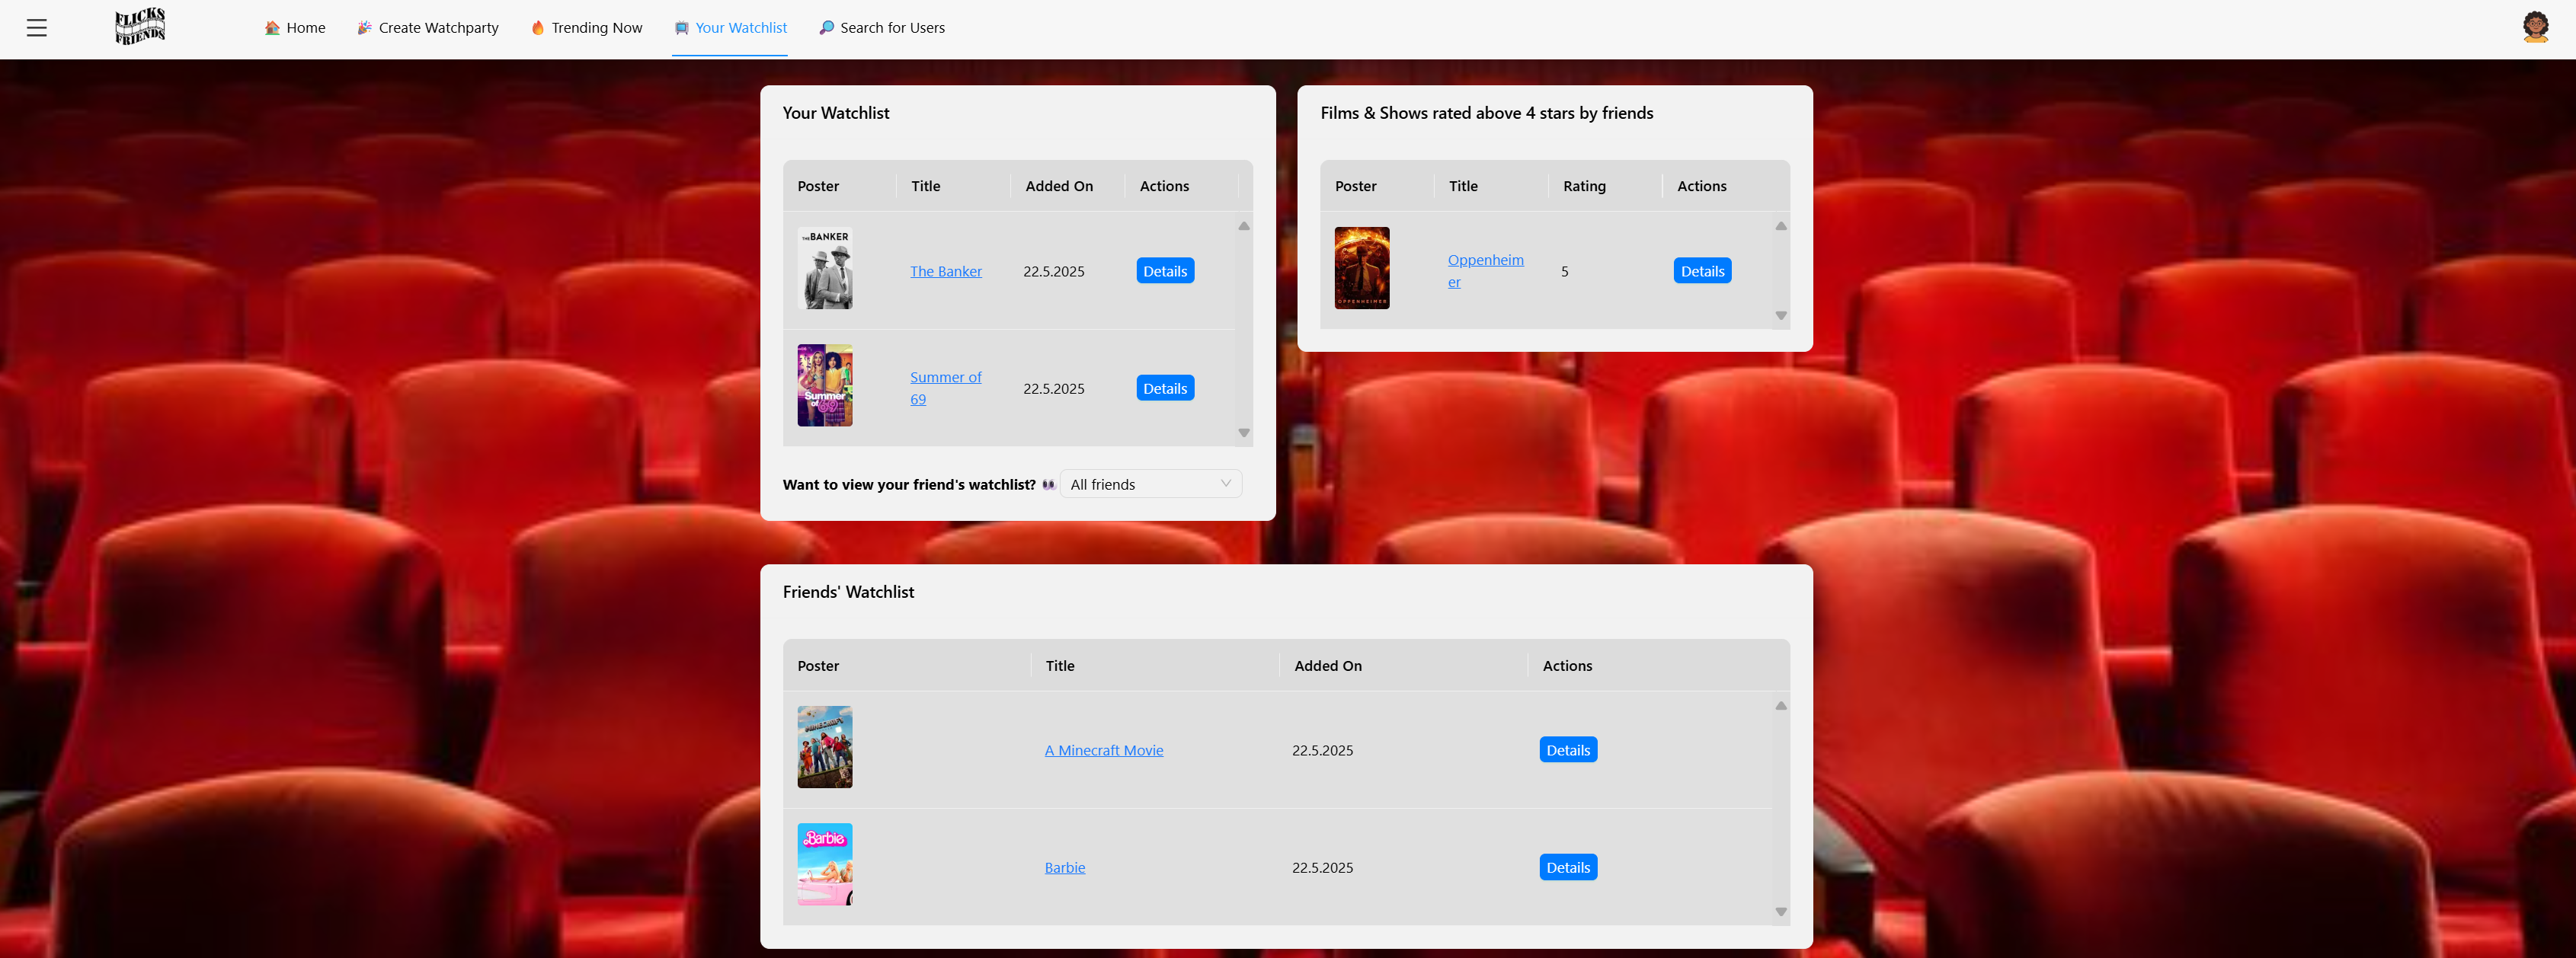 FLICKS
FRIENDS
Home
Create Watchparty
Trending Now
Your Watchlist
Search for Users
Your Watchlist
Poster Title Added On Actions
THE BANKER
The Banker 22.5.2025 Details
Summer
of 69
Summer of
69
22.5.2025 Details
Want to view your friend's watchlist? All friends
Films & Shows rated above 4 stars by friends
Poster Title Rating Actions
OPPENHEIMER
Oppenheim
er
5 Details
Friends' Watchlist
Poster Title Added On Actions
A Minecraft Movie 22.5.2025 Details
Barbie
Barbie 22.5.2025 Details